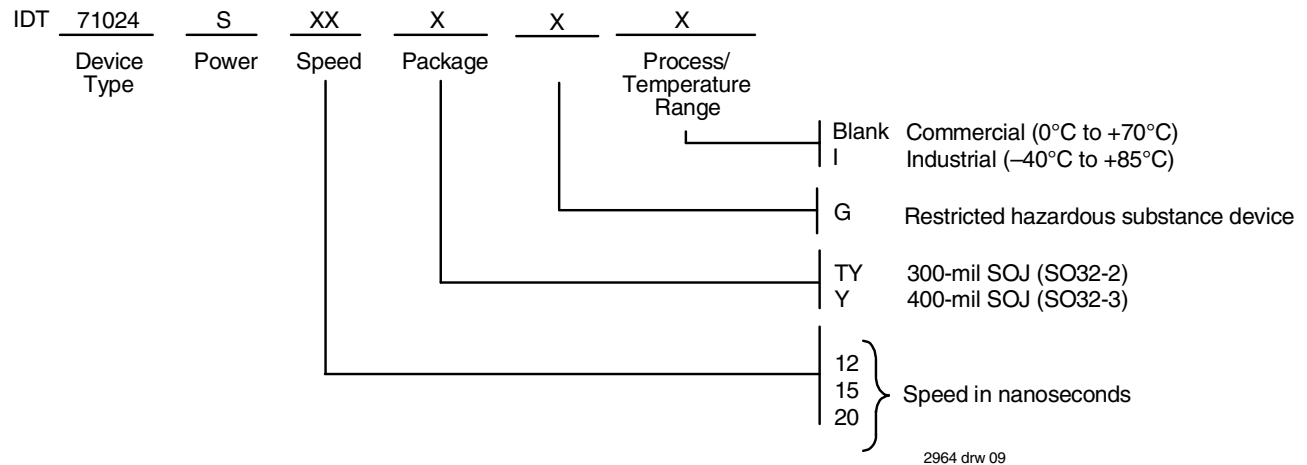 IDT 71024 S XX X X X
Device Type Power Speed Package Process/ Temperature Range
Blank Commercial (0°C to +70°C)
I Industrial (–40°C to +85°C)
G Restricted hazardous substance device
TY 300-mil SOJ (SO32-2)
Y 400-mil SOJ (SO32-3)
12
15
20
Speed in nanoseconds
2964 drw 09